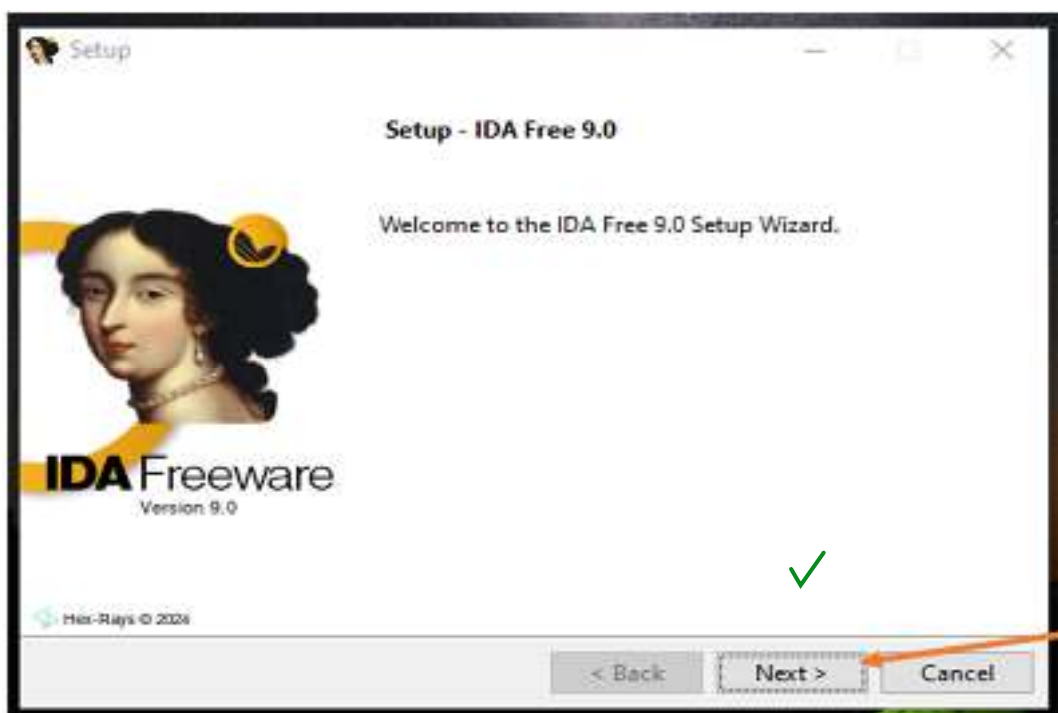 Setup
Setup - IDA Free 9.0
Welcome to the IDA Free 9.0 Setup Wizard.
IDA Freeware
Version 9.0
Hex-Rays © 2024
< Back
Next >
Cancel